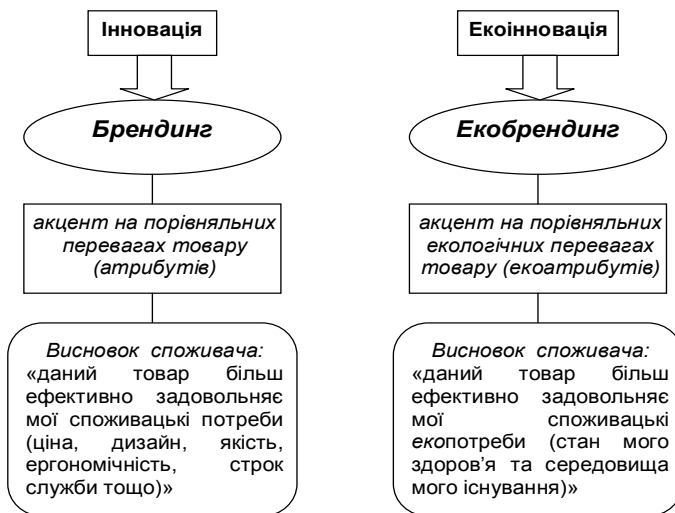 Інновація
Брендинг
акцент на порівняльних
перевагах товару
(атрибутів)
Висновок споживача:
«даний товар більш
ефективно задовольняє
мої споживацькі потреби
(ціна, дизайн, якість,
ергономічність, строк
служби тощо)»
Екоінновація
Екобрендинг
акцент на порівняльних
екологічних перевагах
товару (екоатрибутів)
Висновок споживача:
«даний товар більш
ефективно задовольняє
мої споживацькі
екопотреби (стан мого
здоров’я та середовища
мого існування)»